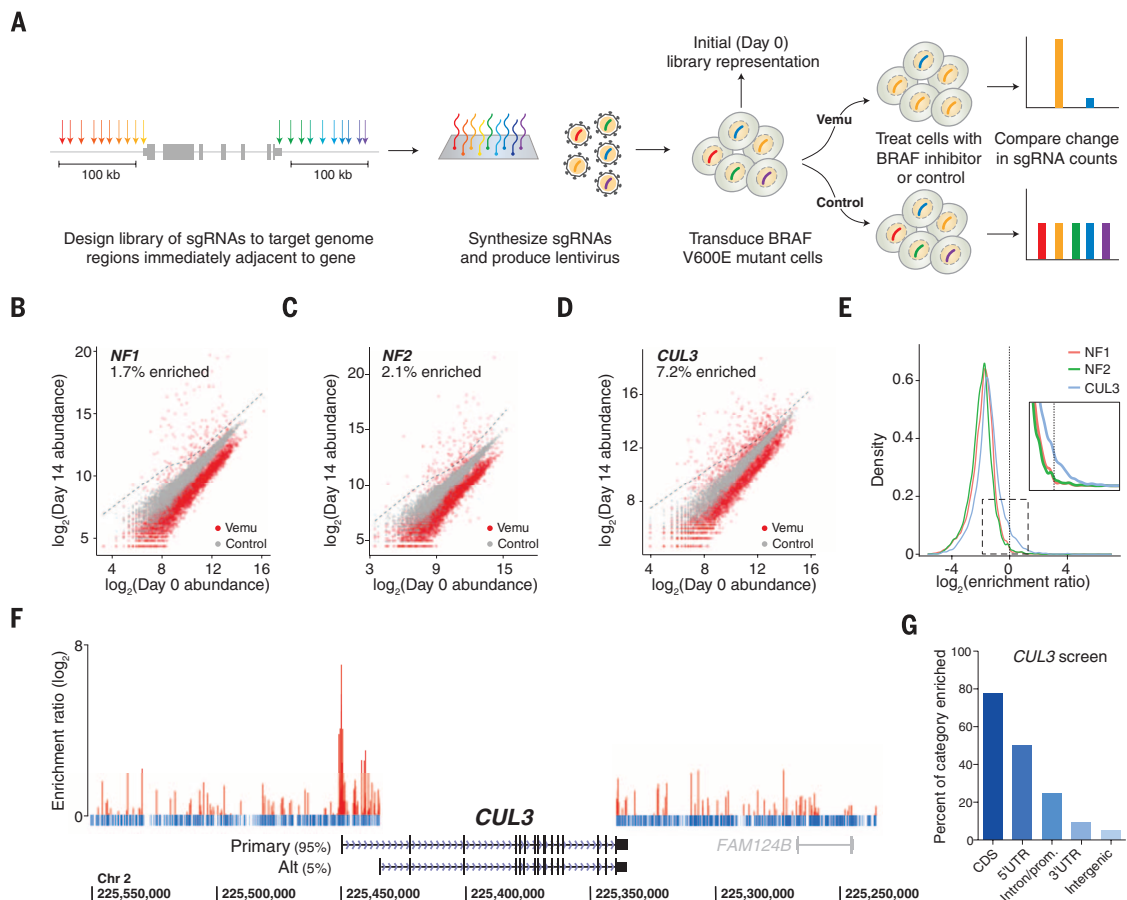 A
Initial (Day 0)
library representation
100 kb
100 kb
Vemu
Control
Treat cells with
BRAF inhibitor
or control
Compare change
in sgRNA counts
Design library of sgRNAs to target genome
regions immediately adjacent to gene
Synthesize sgRNAs
and produce lentivirus
Transduce BRAF
V600E mutant cells
B
NF1
1.7% enriched
log2(Day 14 abundance)
20
15
10
5
Vemu
Control
4 8 12 16
log2(Day 0 abundance)
C
NF2
2.1% enriched
log2(Day 14 abundance)
20
15
10
5
Vemu
Control
3 9 15
log2(Day 0 abundance)
D
CUL3
7.2% enriched
log2(Day 14 abundance)
16
12
8
Vemu
Control
4 8 12 16
log2(Day 0 abundance)
E
NF1
NF2
CUL3
Density
0.6
0.4
0.2
0
-4 0 4
log2(enrichment ratio)
F
Enrichment ratio (log2)
8
0
CUL3
Primary (95%)
FAM124B
Alt (5%)
Chr 2
225,550,000 225,500,000 225,450,000 225,400,000 225,350,000 225,300,000 225,250,000
G
CUL3 screen
Percent of category enriched
100
80
60
40
20
0
CDS
5'UTR
Intron/prom.
3'UTR
Intergenic